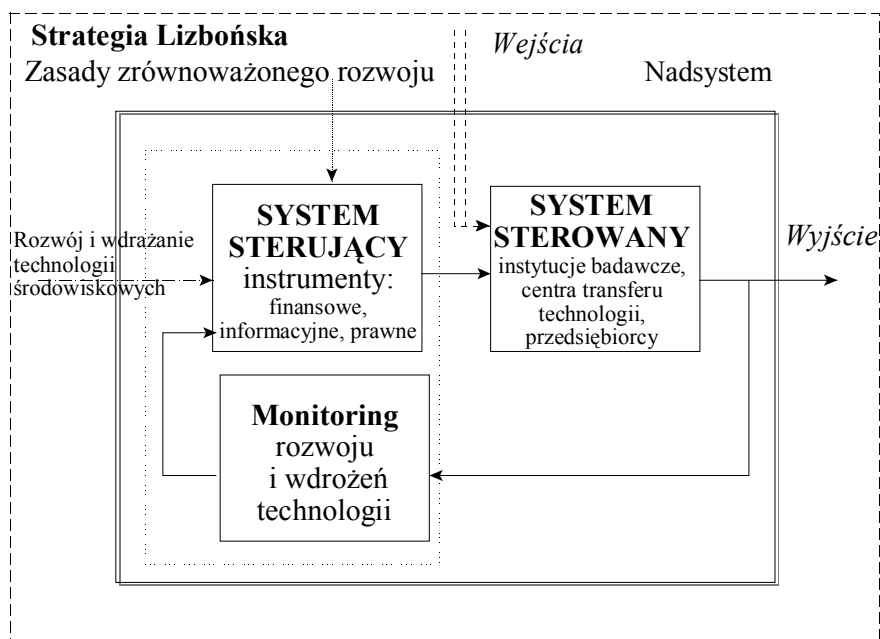 Strategia Lizbońska
Zasady zrównoważonego rozwoju
Wejścia
Nadsystem
Rozwój i wdrażanie
technologii
środowiskowych
SYSTEM
STERUJĄCY
instrumenty:
finansowe,
informacyjne, prawne
SYSTEM
STEROWANY
instytucje badawcze,
centra transferu
technologii,
przedsiębiorcy
Wyjście
Monitoring
rozwoju
i wdrożeń
technologii